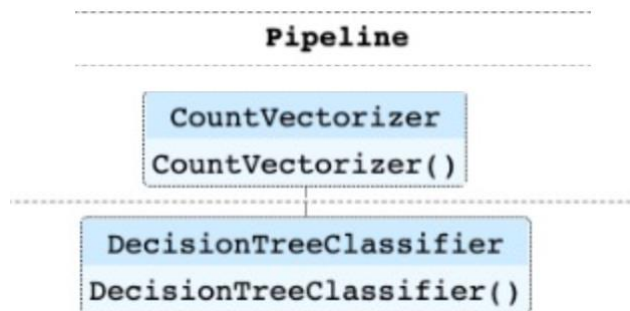 Pipeline
CountVectorizer
CountVectorizer()
DecisionTreeClassifier
DecisionTreeClassifier()